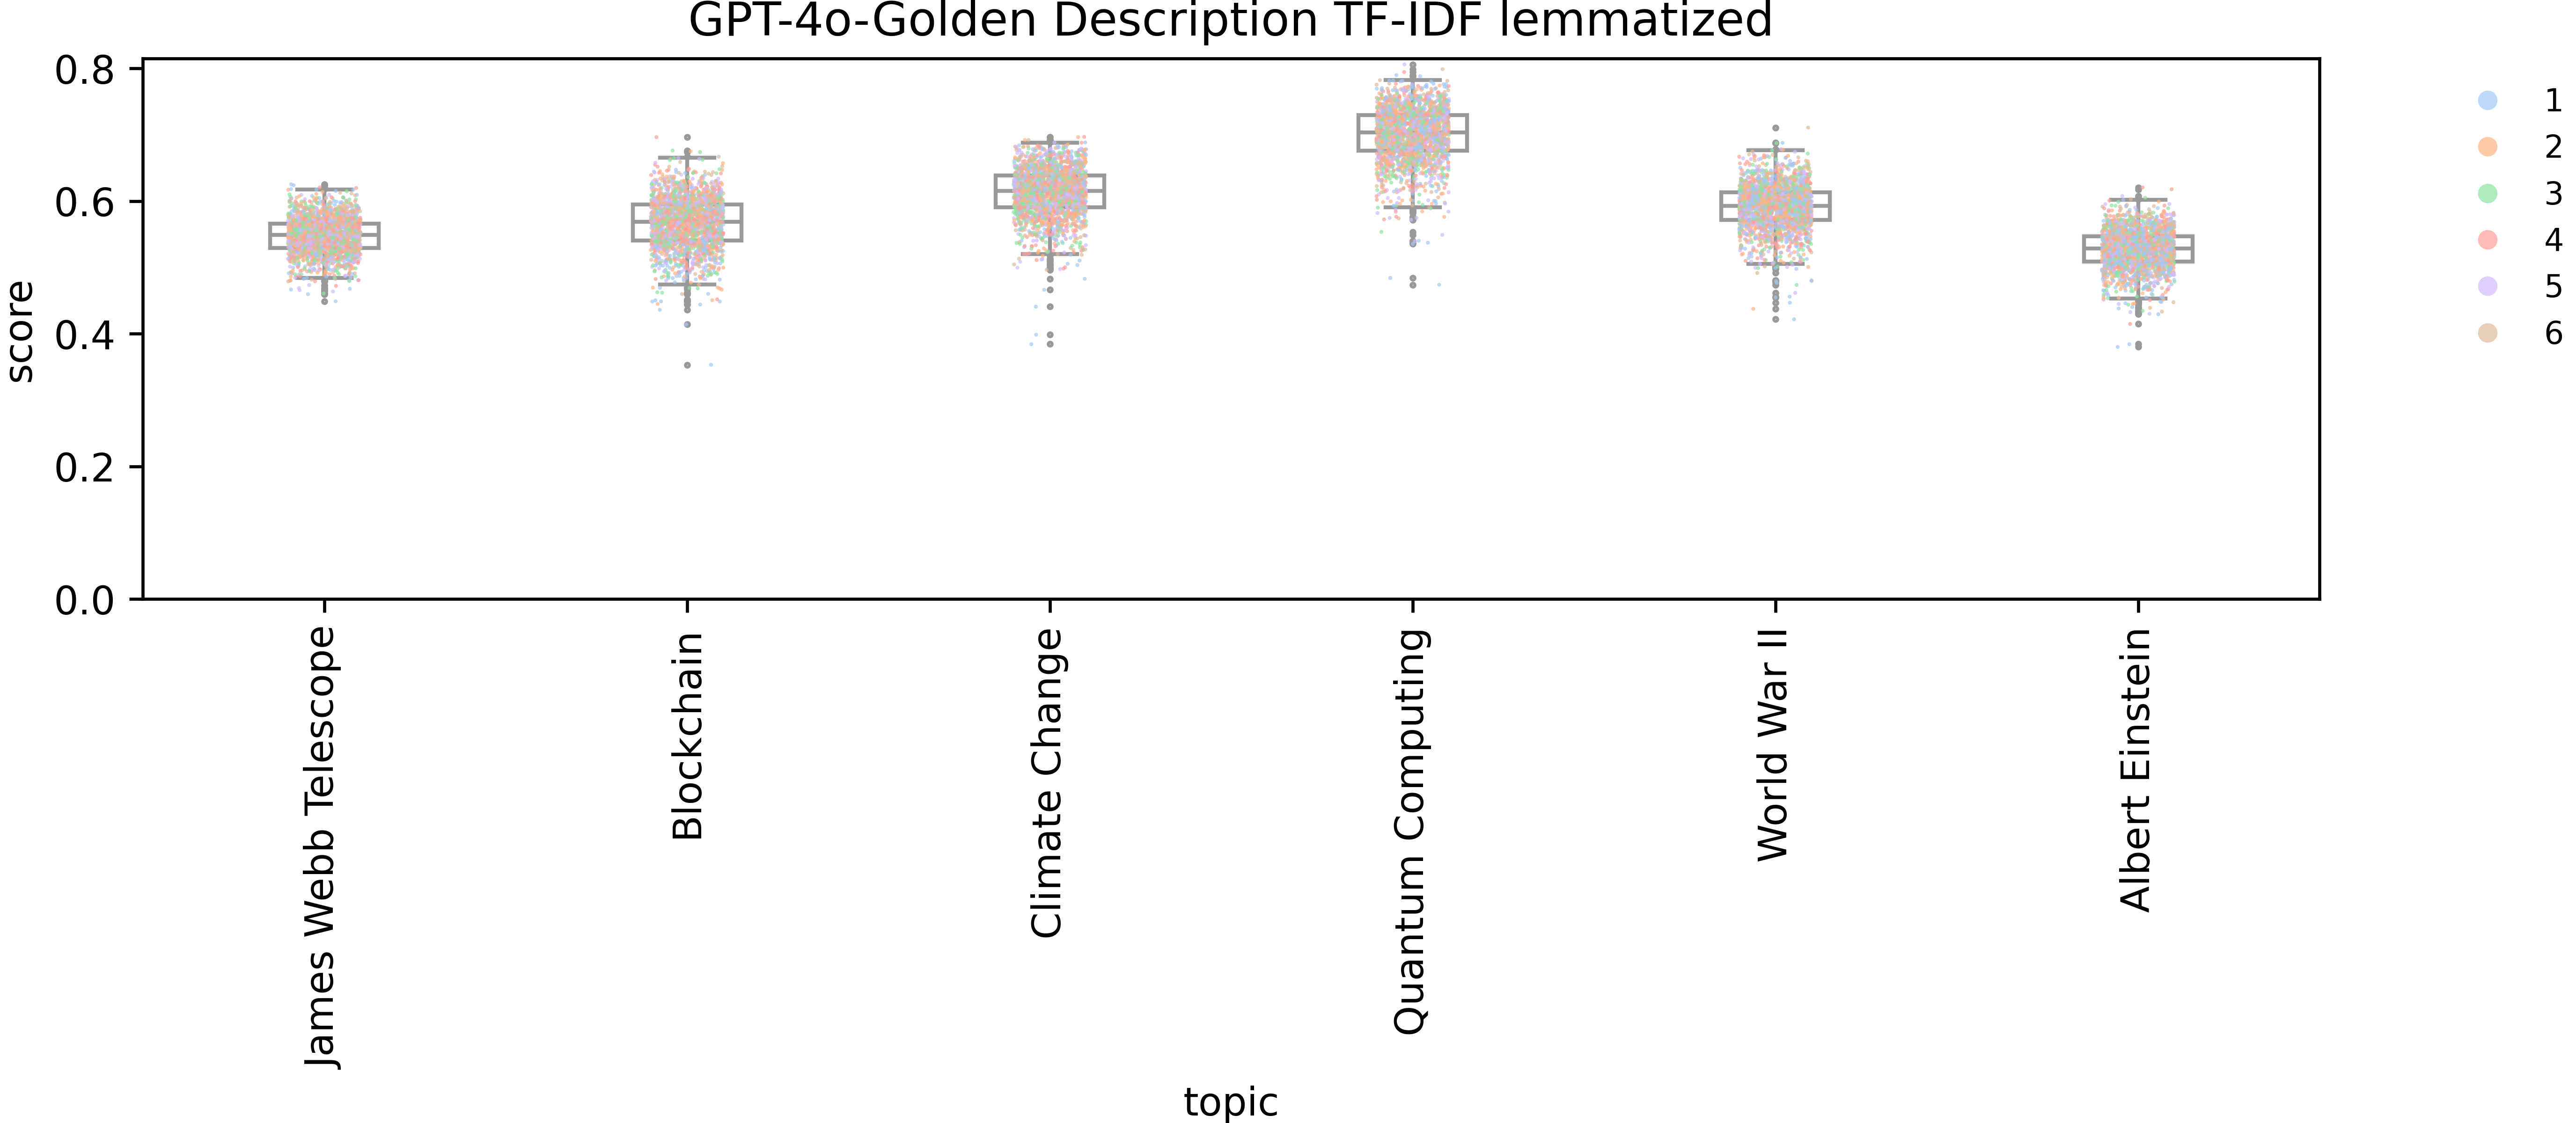 GPT-4o-Golden Description TF-IDF lemmatized
score
0.8
0.6
0.4
0.2
0.0
James Webb Telescope
Blockchain
Climate Change
Quantum Computing
World War II
Albert Einstein
topic
1
2
3
4
5
6